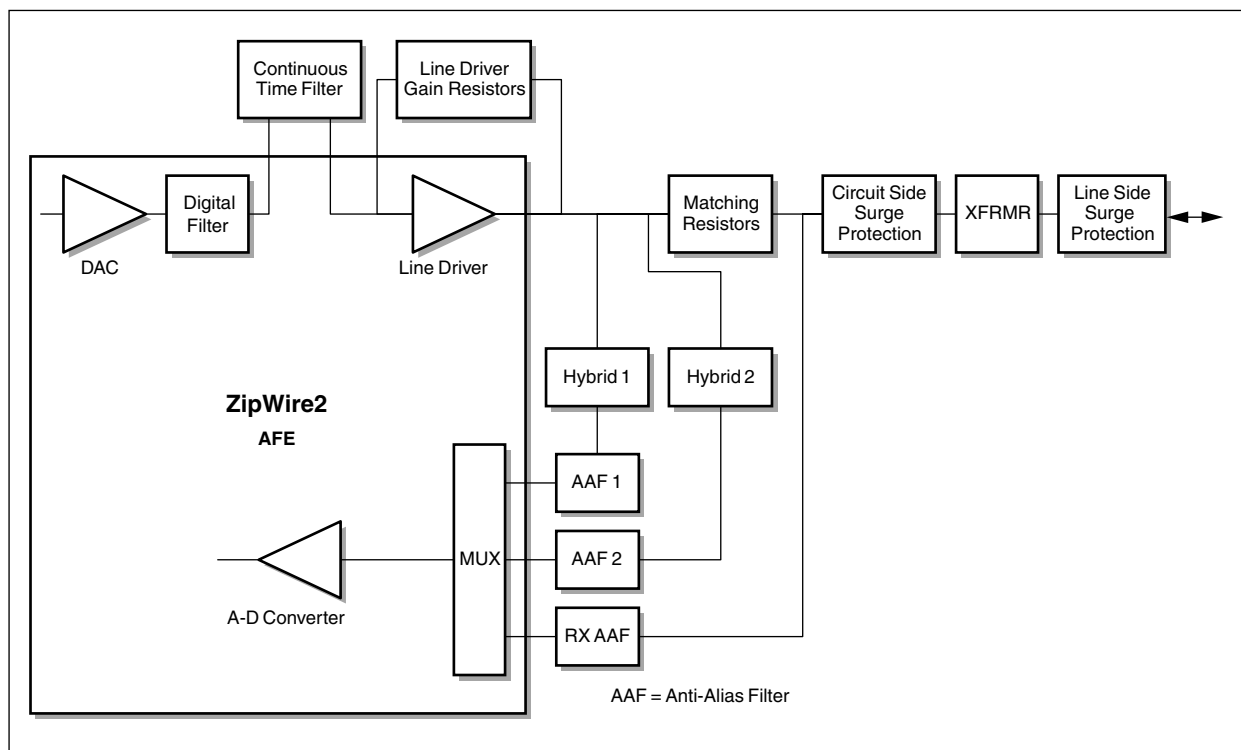 Continuous
Time Filter
Line Driver
Gain Resistors
Digital
Filter
DAC
Line Driver
Matching
Resistors
Circuit Side
Surge
Protection
XFRMR
Line Side
Surge
Protection
Hybrid 1
Hybrid 2
ZipWire2
AFE
AAF 1
MUX
AAF 2
A-D Converter
RX AAF
AAF = Anti-Alias Filter